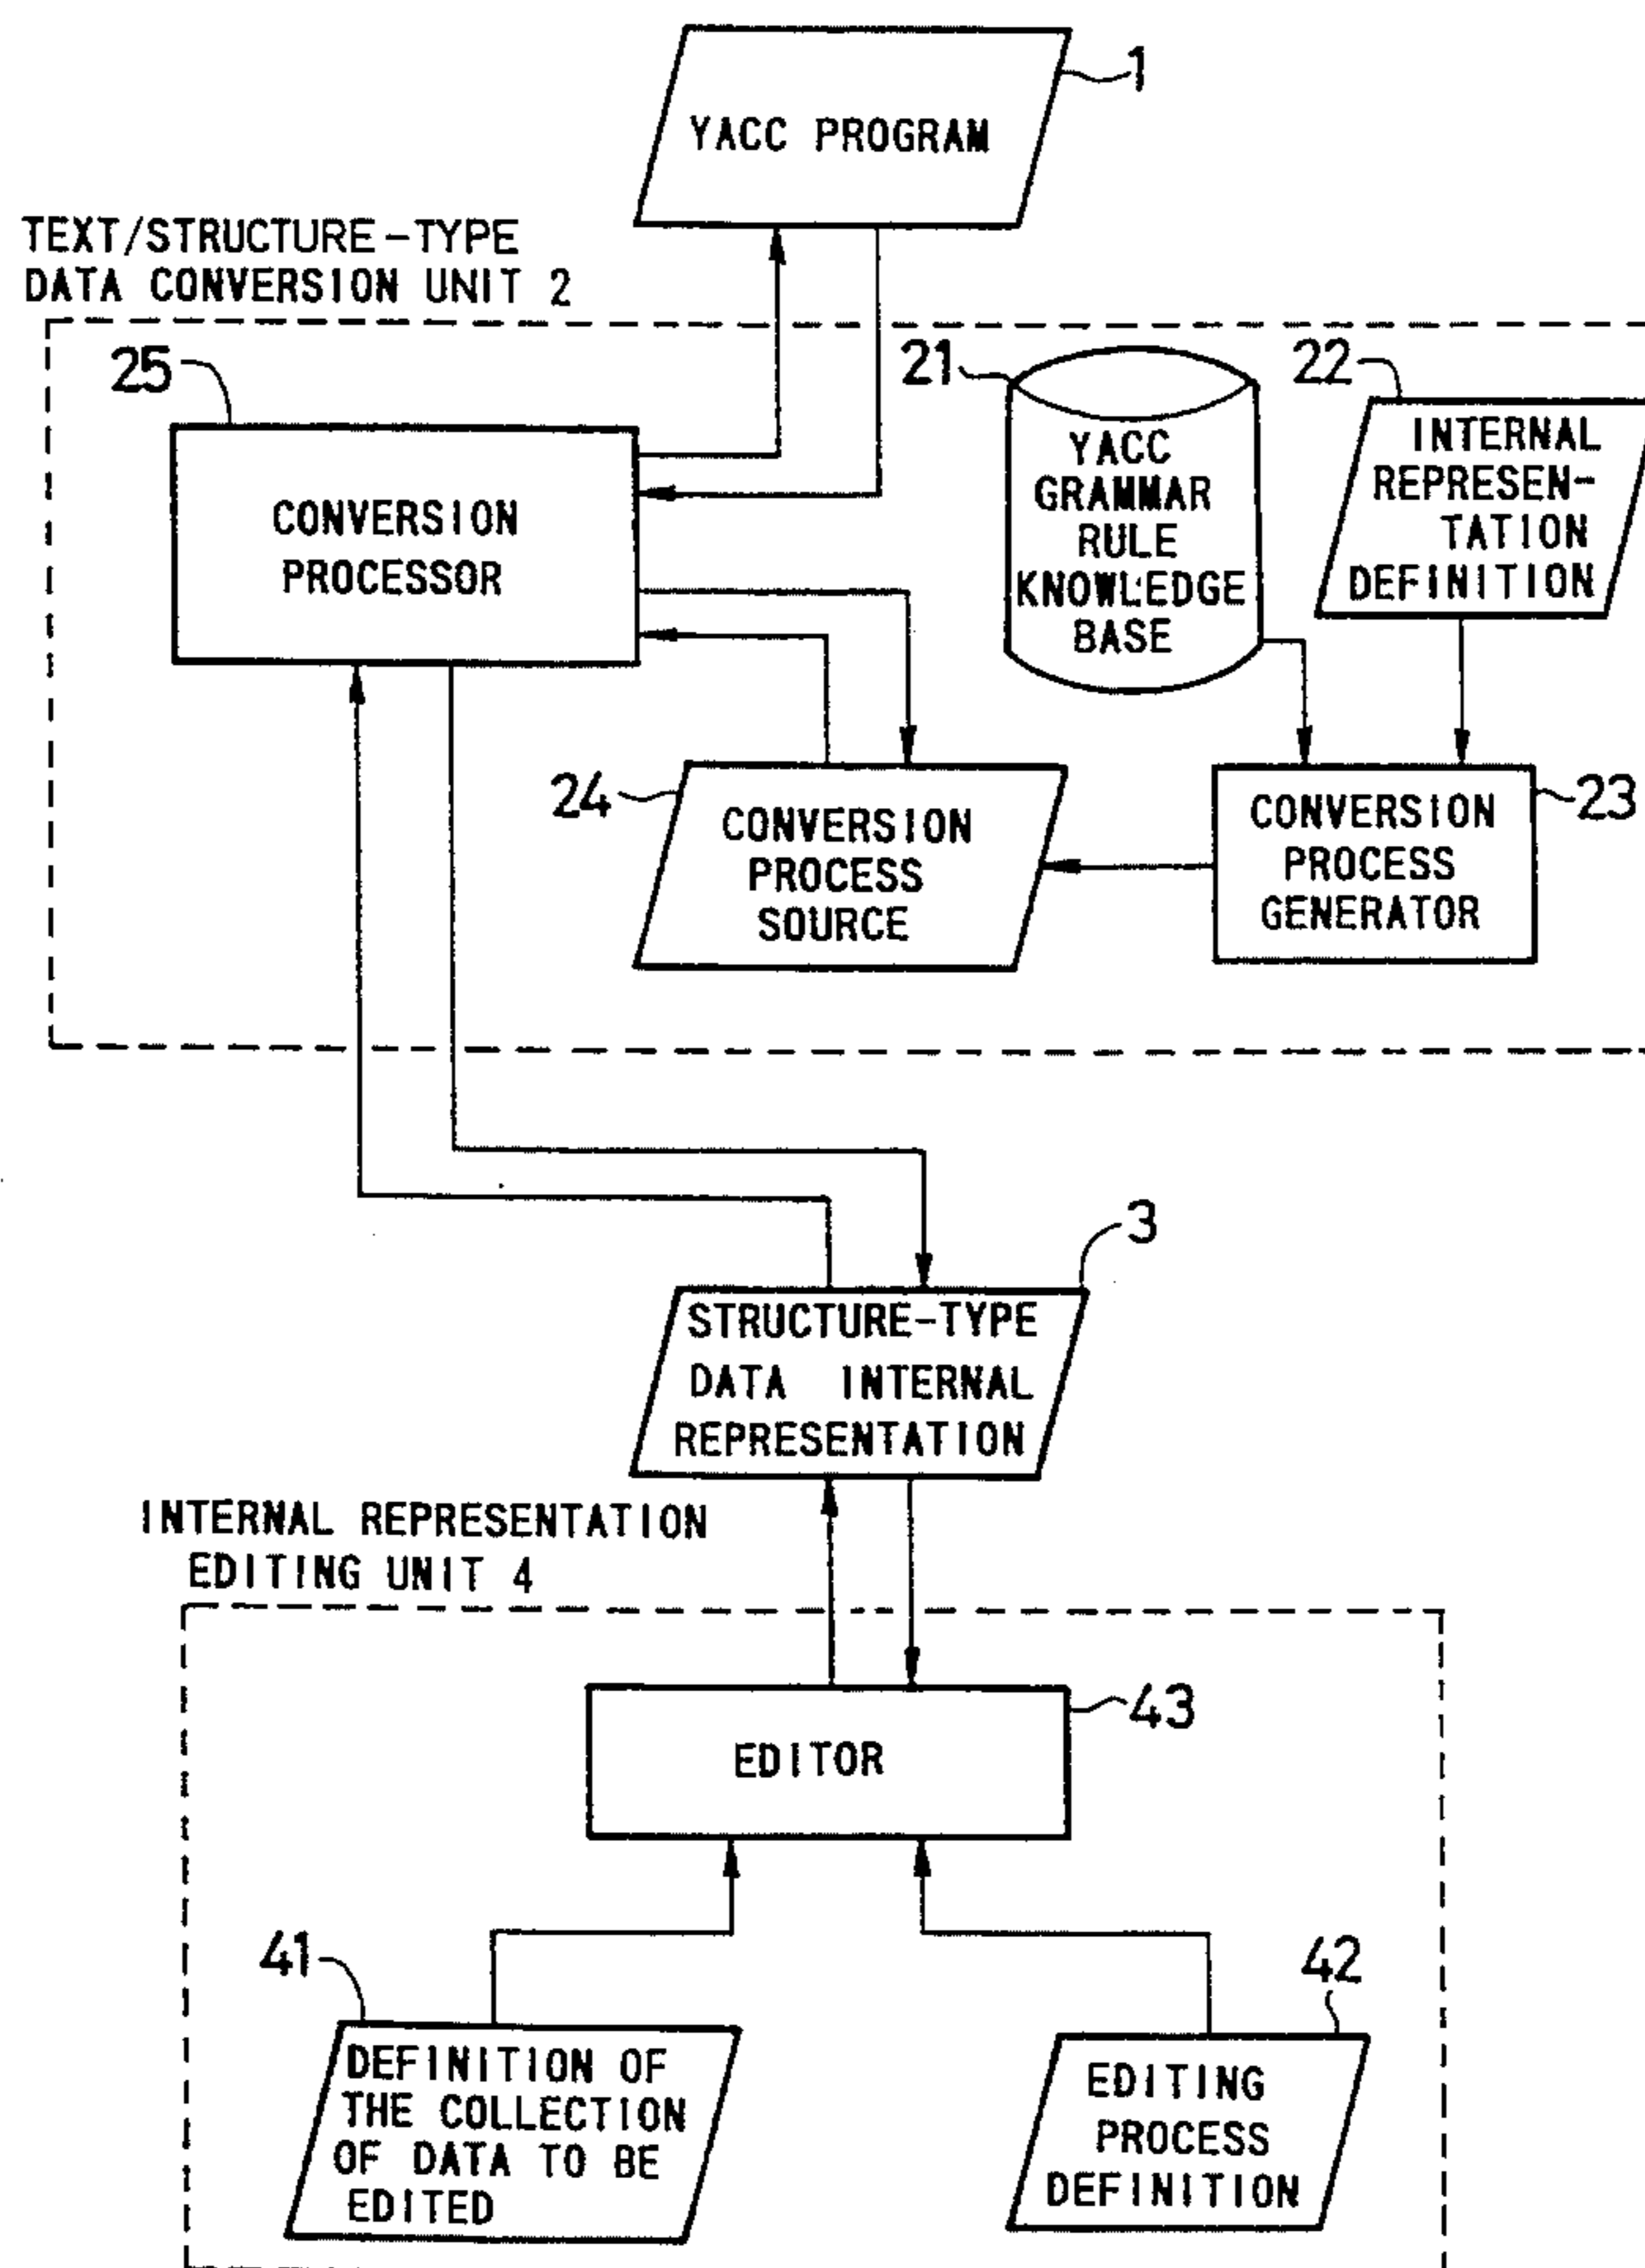 1
YACC PROGRAM
TEXT/STRUCTURE-TYPE
DATA CONVERSION UNIT 2
25
CONVERSION
PROCESSOR
21
YACC
GRAMMAR
RULE
KNOWLEDGE
BASE
22
INTERNAL
REPRESEN-
TATION
DEFINITION
24
CONVERSION
PROCESS
SOURCE
CONVERSION
PROCESS
GENERATOR
23
3
STRUCTURE-TYPE
DATA INTERNAL
REPRESENTATION
INTERNAL REPRESENTATION
EDITING UNIT 4
43
EDITOR
41
DEFINITION OF
THE COLLECTION
OF DATA TO BE
EDITED
42
EDITING
PROCESS
DEFINITION